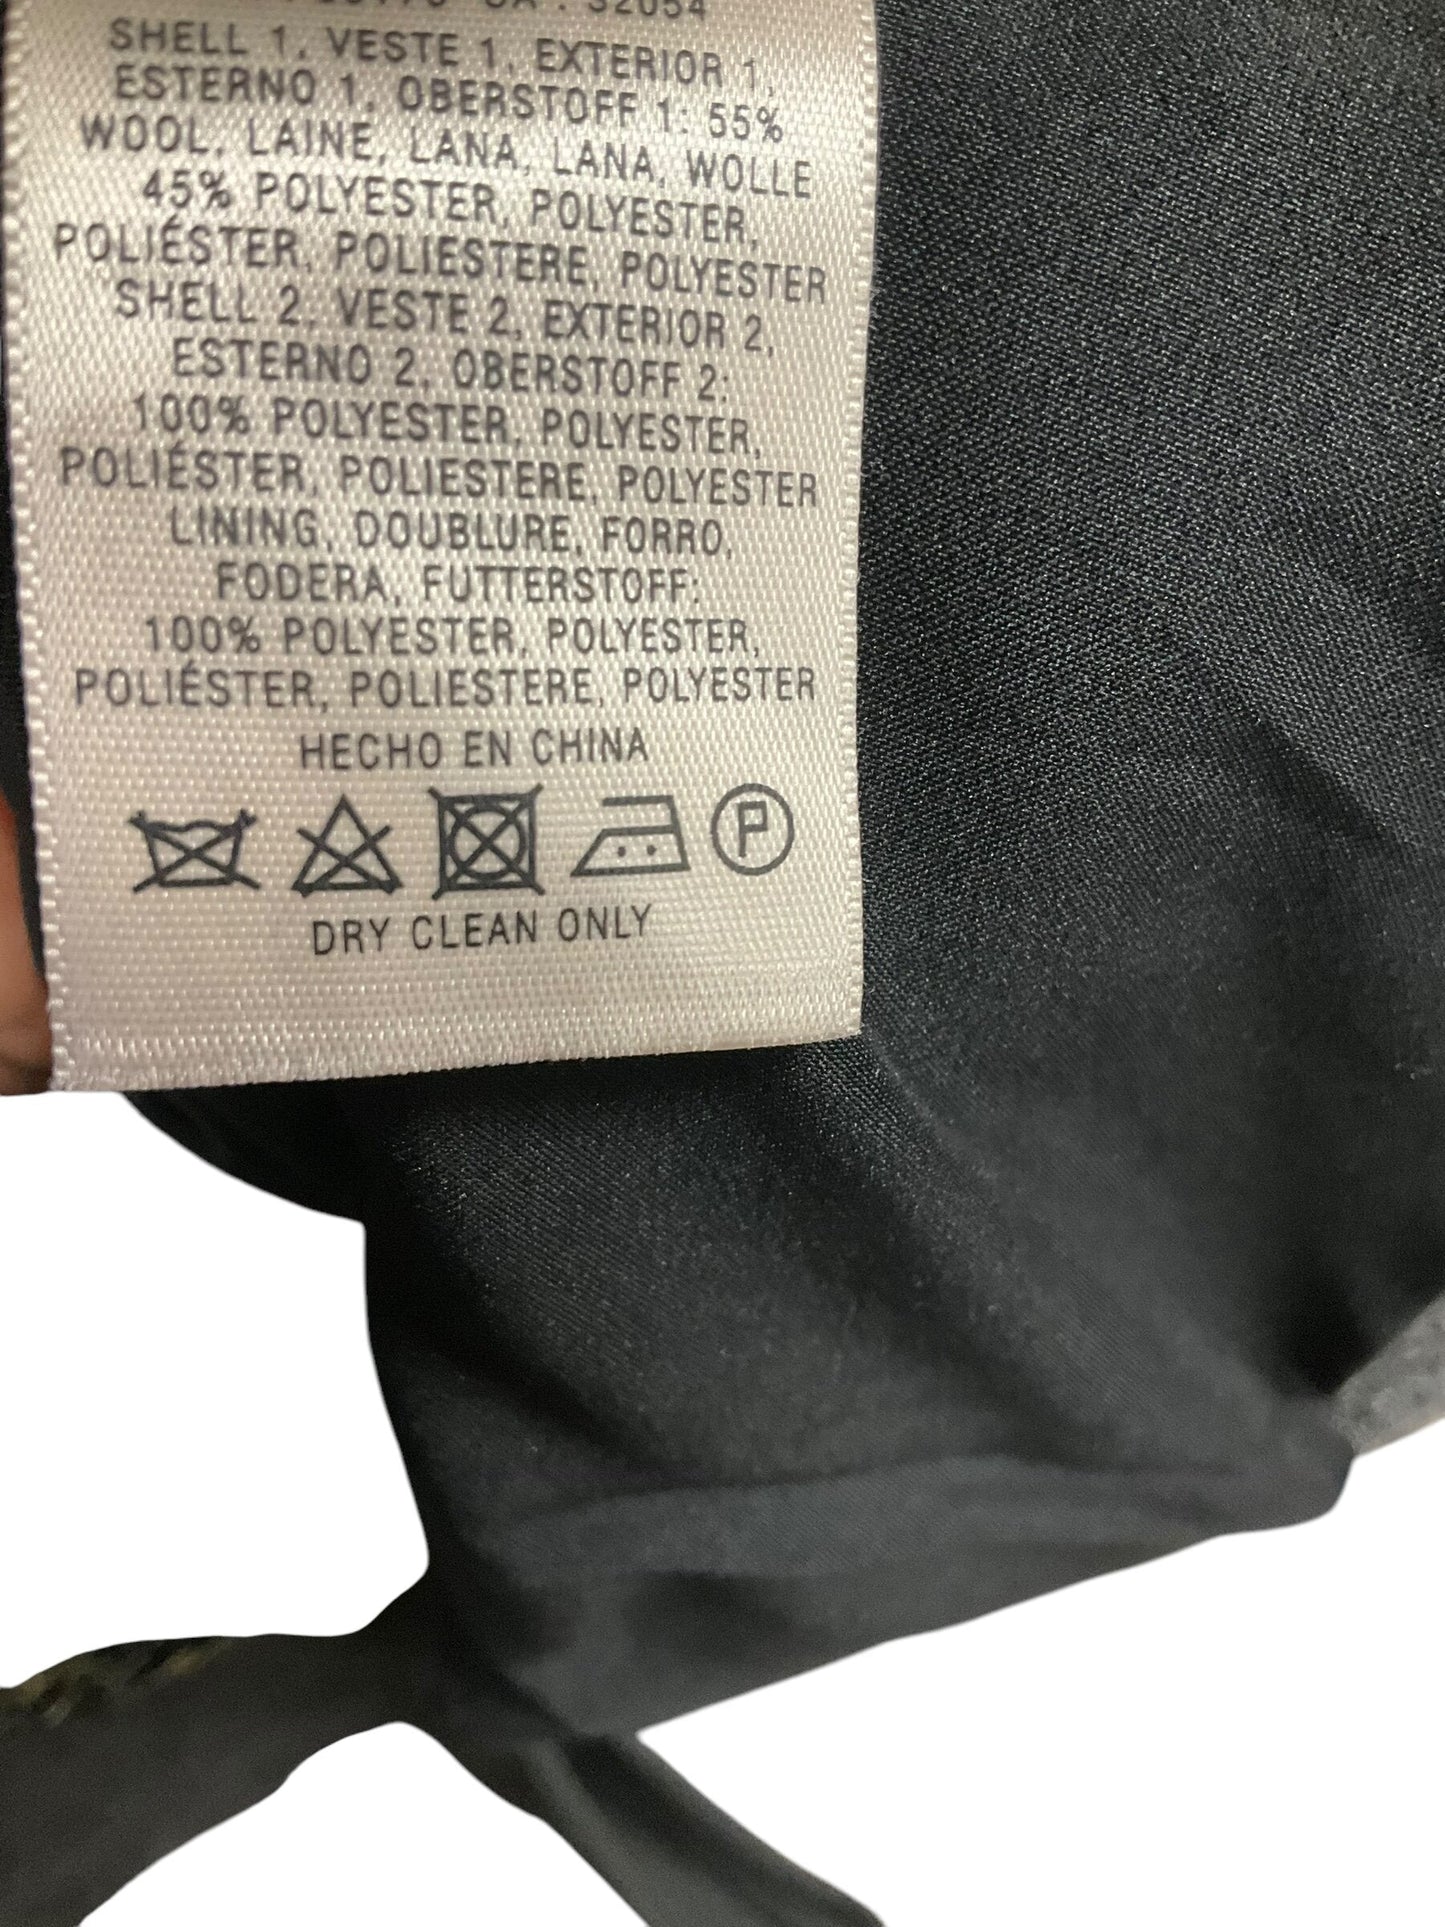 32054
SHELL 1, VESTE 1, EXTERIOR 1,
ESTERNO 1, OBERSTOFF 1: 55%
WOOL, LAINE, LANA, LANA, WOLLE
45% POLYESTER, POLYESTER,
POLIÉSTER, POLIESTERE, POLYESTER
SHELL 2, VESTE 2, EXTERIOR 2,
ESTERNO 2, OBERSTOFF 2:
100% POLYESTER, POLYESTER,
POLIÉSTER, POLIESTERE, POLYESTER
LINING, DOUBLURE, FORRO,
FODERA, FUTTERSTOFF:
100% POLYESTER, POLYESTER,
POLIÉSTER, POLIESTERE, POLYESTER
HECHO EN CHINA
P
DRY CLEAN ONLY